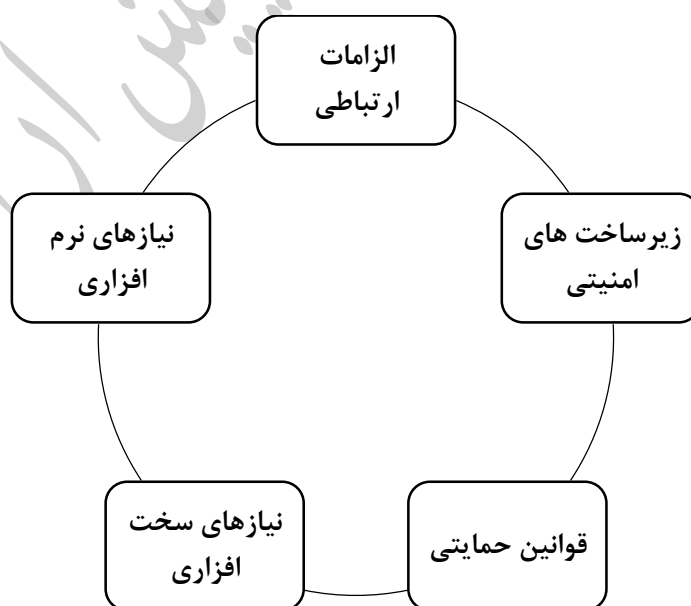 الزامات
ارتباطی
زیرساخت های
امنیتی
نیازهای نرم
افزاری
قوانین حمایتی
نیازهای سخت
افزاری